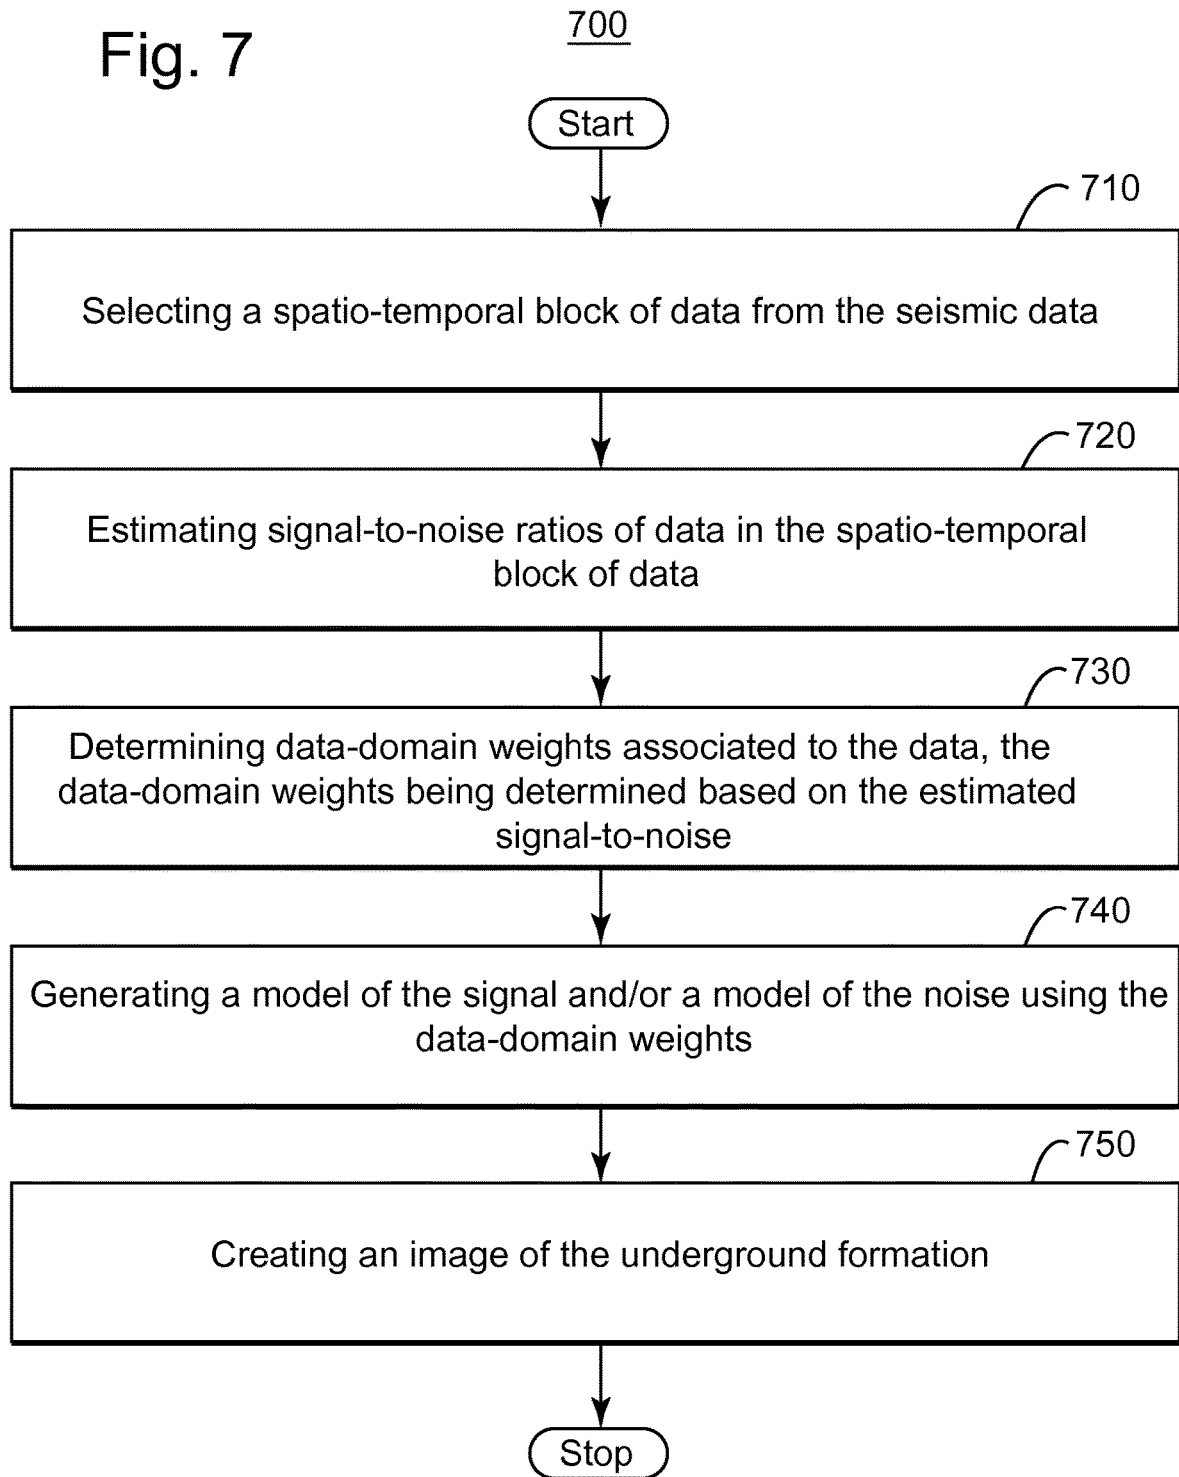 Fig. 7
700
Start
710
Selecting a spatio-temporal block of data from the seismic data
720
Estimating signal-to-noise ratios of data in the spatio-temporal
block of data
730
Determining data-domain weights associated to the data, the
data-domain weights being determined based on the estimated
signal-to-noise
740
Generating a model of the signal and/or a model of the noise using the
data-domain weights
750
Creating an image of the underground formation
Stop